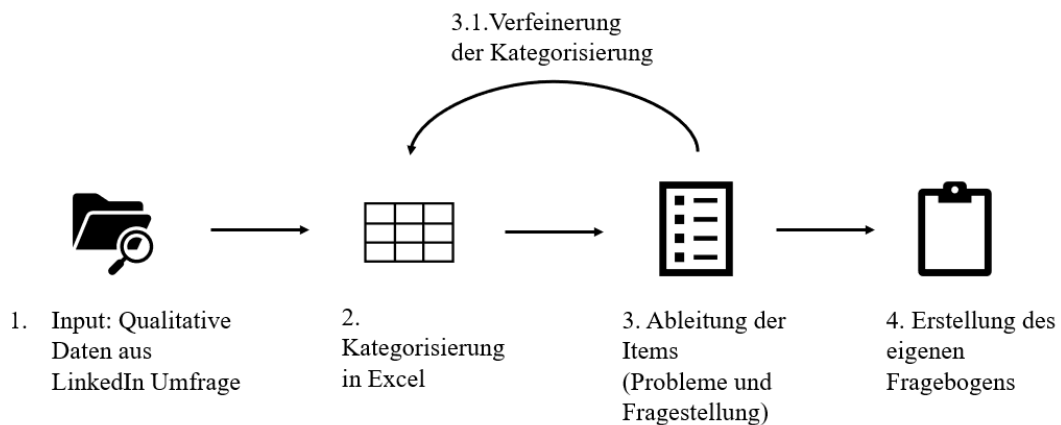 3.1.Verfeinerung
der Kategorisierung
1. Input: Qualitative
Daten aus
LinkedIn Umfrage
2.
Kategorisierung
in Excel
3. Ableitung der
Items
(Probleme und
Fragestellung)
4. Erstellung des
eigenen
Fragebogens